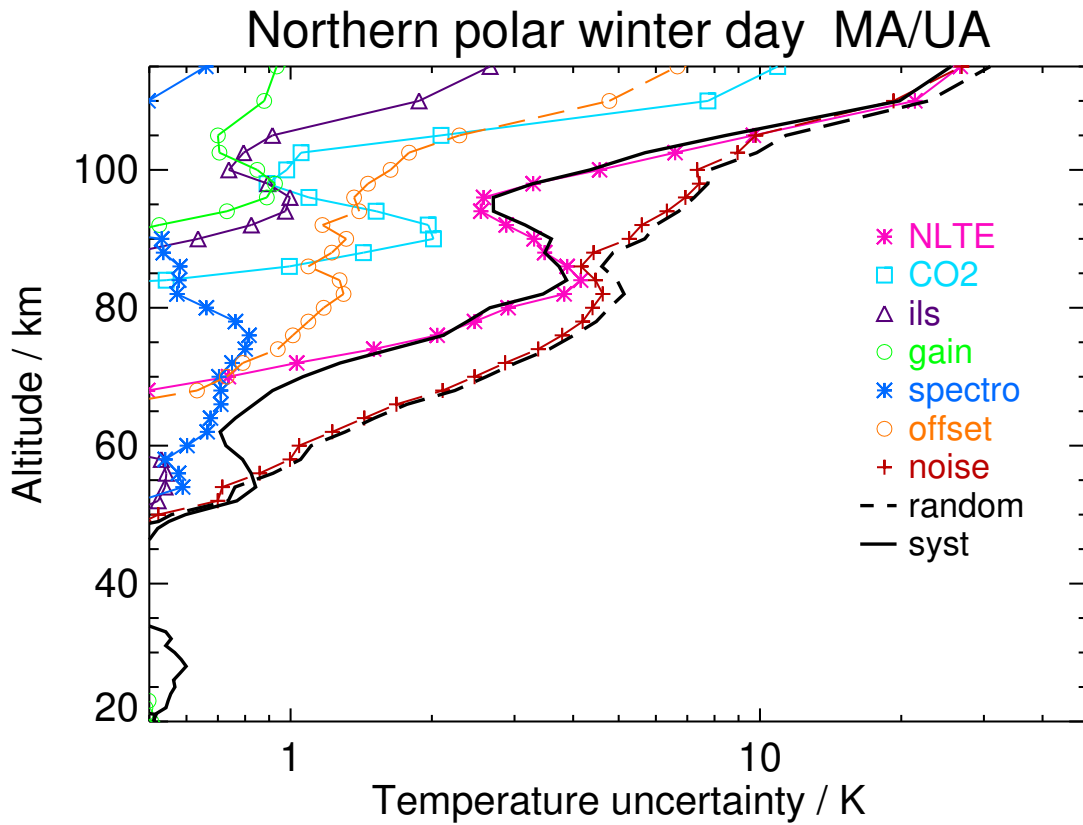 Northern polar winter day  MA/UA
Altitude / km
100
80
60
40
20
NLTE
CO2
ils
gain
spectro
offset
noise
random
syst
1
10
Temperature uncertainty / K